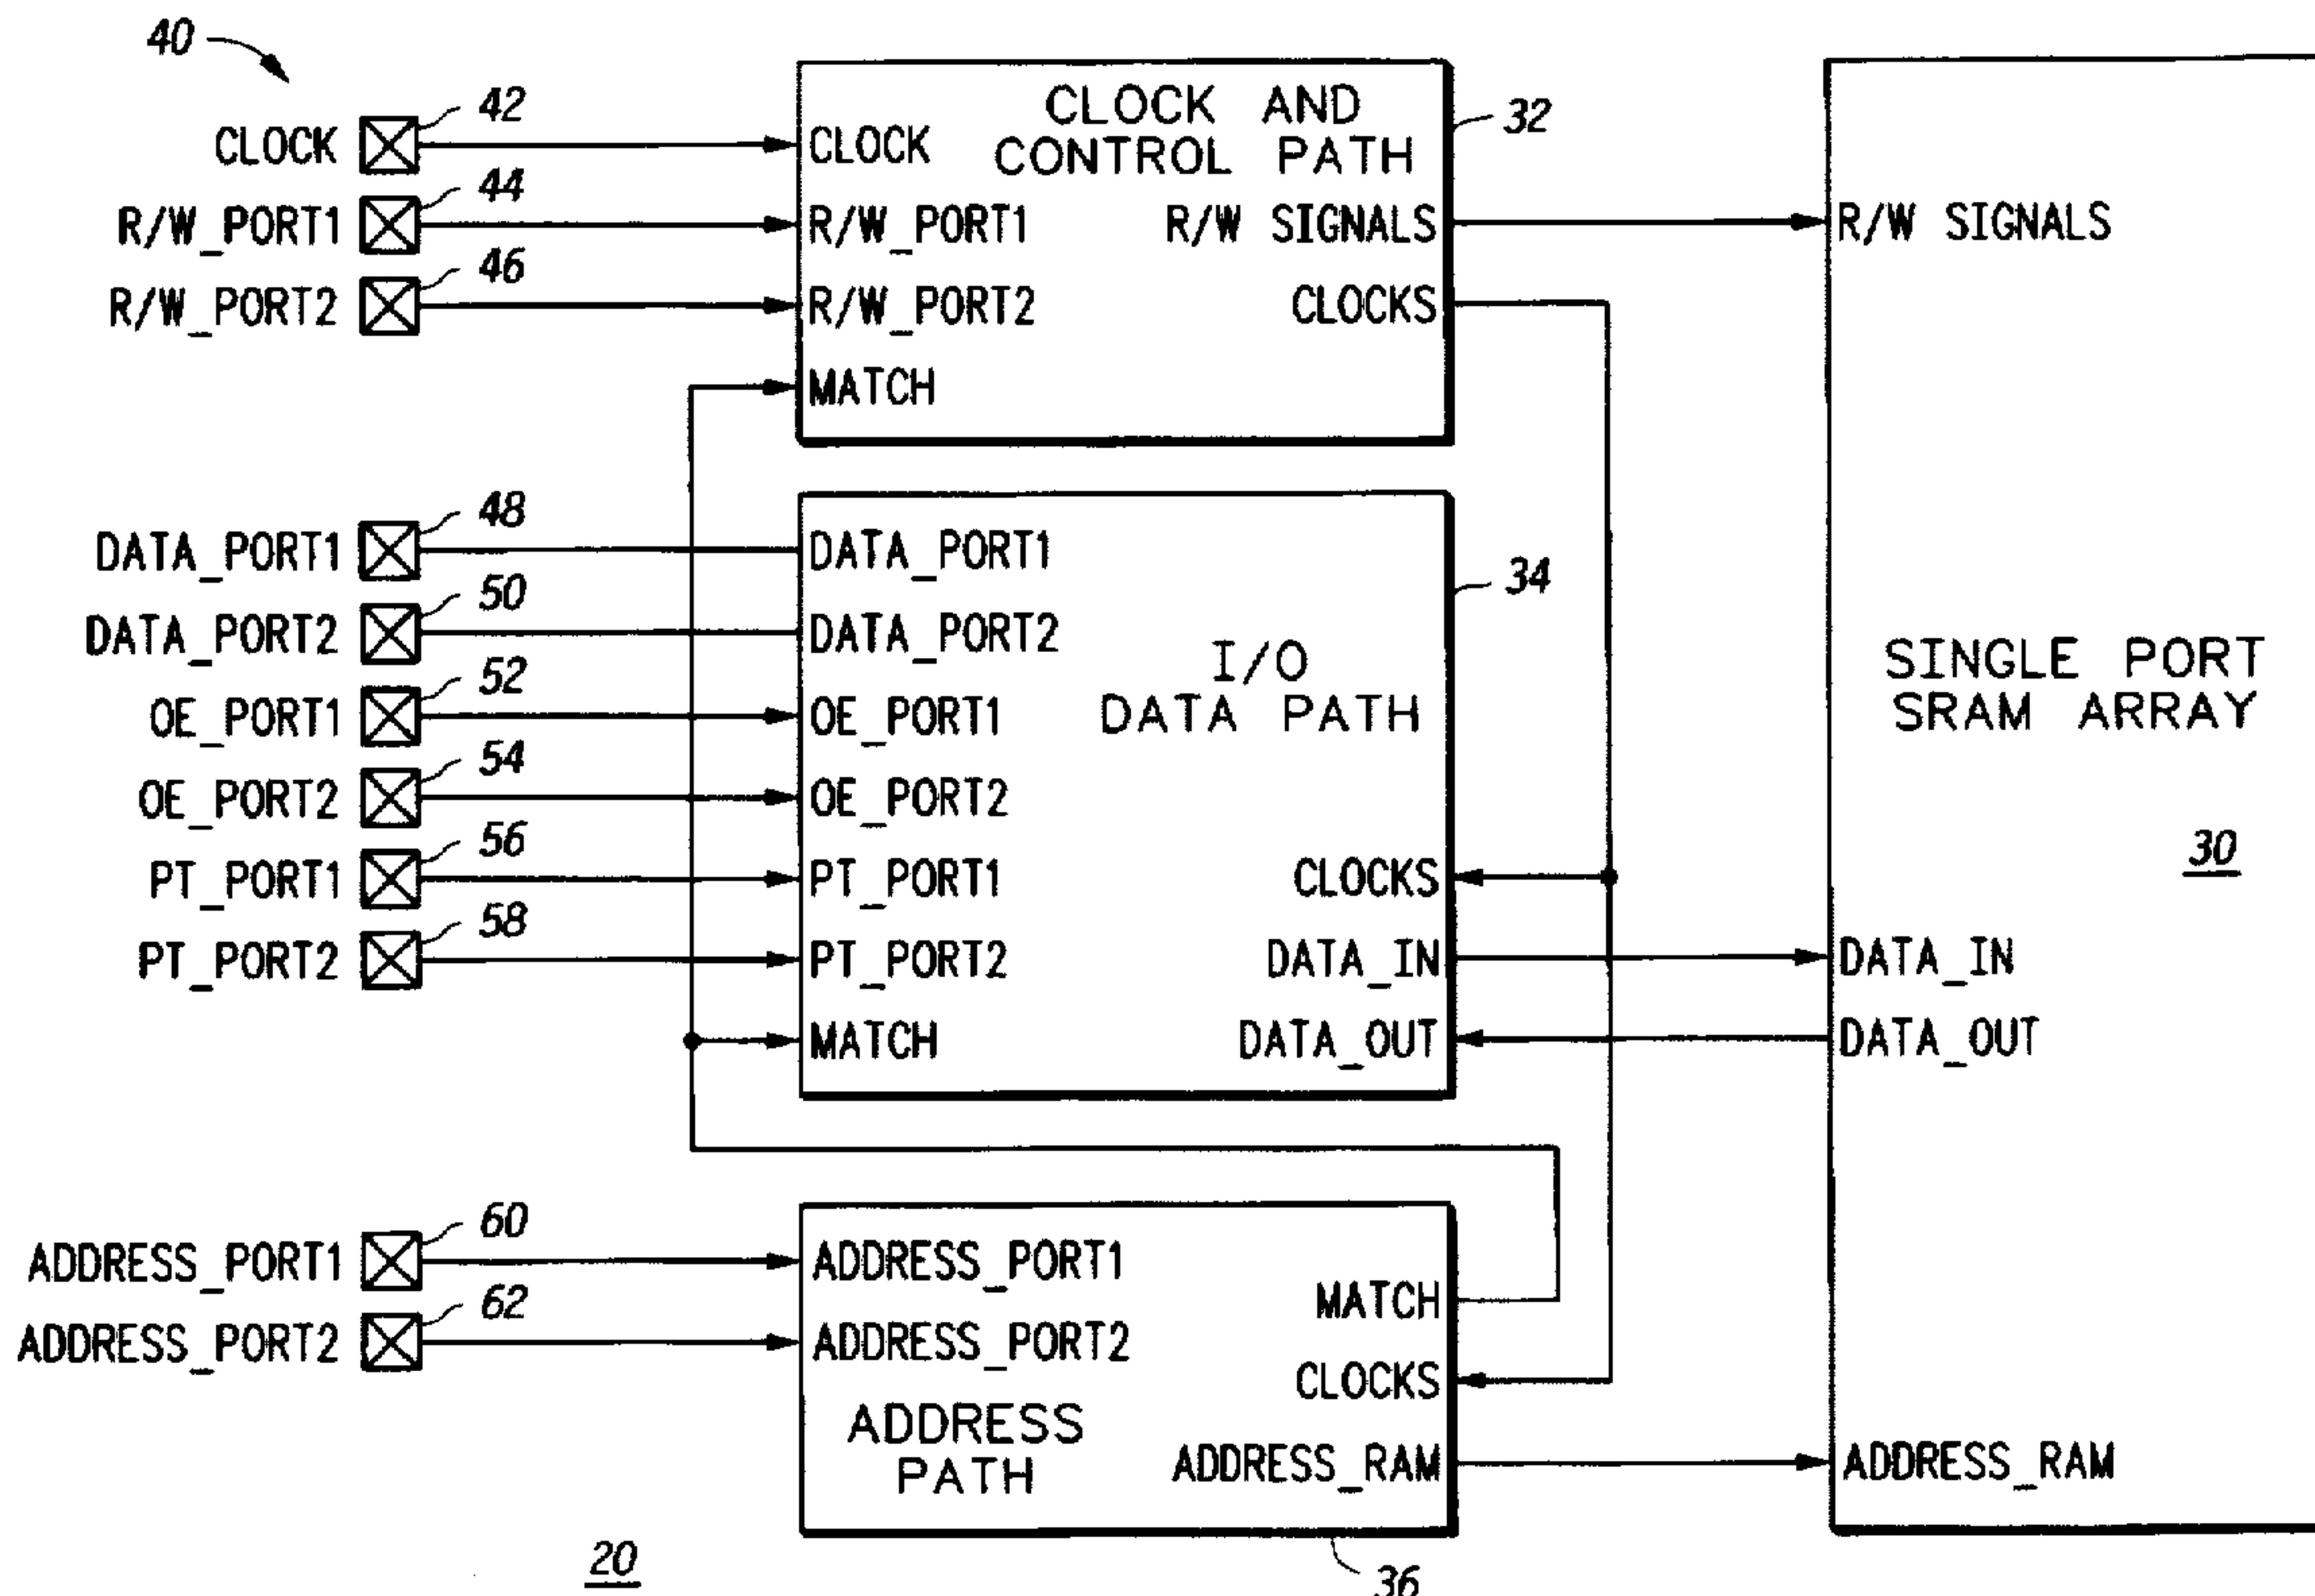 40
CLOCK
42
CLOCK
CLOCK AND
CONTROL PATH
32
R/W_PORT1
44
R/W_PORT1
R/W SIGNALS
R/W SIGNALS
R/W_PORT2
46
R/W_PORT2
CLOCKS
MATCH
DATA_PORT1
48
DATA_PORT1
34
DATA_PORT2
50
DATA_PORT2
I/O
DATA PATH
SINGLE PORT
SRAM ARRAY
OE_PORT1
52
OE_PORT1
OE_PORT2
54
OE_PORT2
30
PT_PORT1
56
PT_PORT1
CLOCKS
PT_PORT2
58
PT_PORT2
DATA_IN
DATA_IN
MATCH
DATA_OUT
DATA_OUT
ADDRESS_PORT1
60
ADDRESS_PORT1
MATCH
ADDRESS_PORT2
62
ADDRESS_PORT2
CLOCKS
ADDRESS
PATH
ADDRESS_RAM
ADDRESS_RAM
20
36